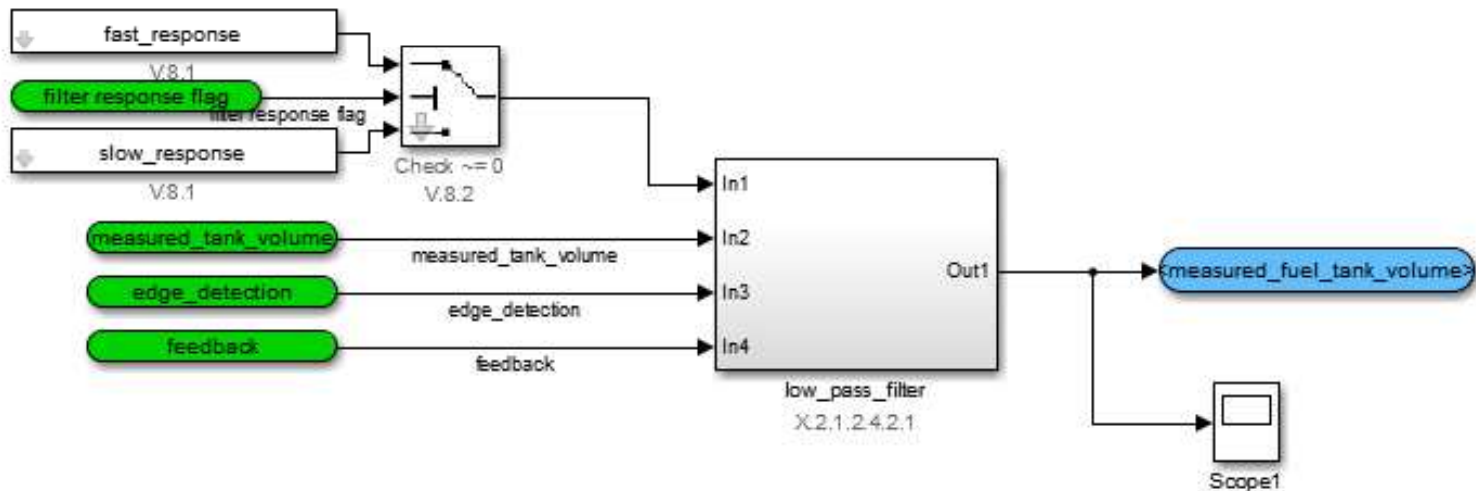 fast_response
V.8.1
filter response flag
filter response flag
slow_response
V.8.1
Check ~= 0
V.8.2
measured_tank_volume
measured_tank_volume
edge_detection
edge_detection
feedback
feedback
In1
In2
In3
In4
Out1
low_pass_filter
X.2.1.2.4.2.1
<measured_fuel_tank_volume>
Scope1